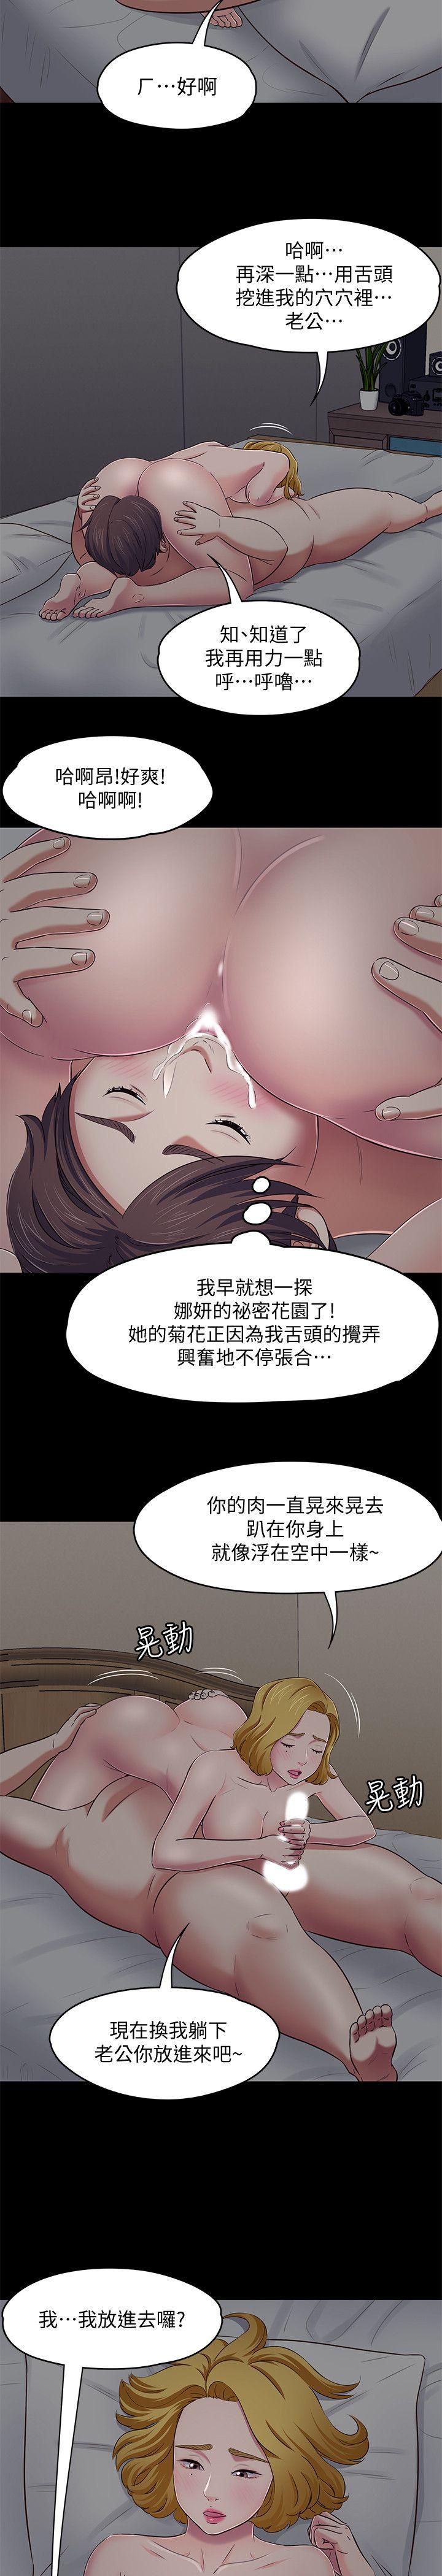 ㄏ⋯好啊
哈啊⋯
再深一點⋯用舌頭
挖進我的穴穴裡⋯
老公⋯
知、知道了
我再用力一點
呼⋯呼嚕⋯
哈啊昂!好爽!
哈啊啊!
我早就想一探
娜妍的祕密花園了!
她的菊花正因為我舌頭的攪弄
興奮地不停張合⋯
你的肉一直晃來晃去
趴在你身上
就像浮在空中一樣~
晃動
晃動
現在換我躺下
老公你放進來吧~
我⋯我放進去囉?